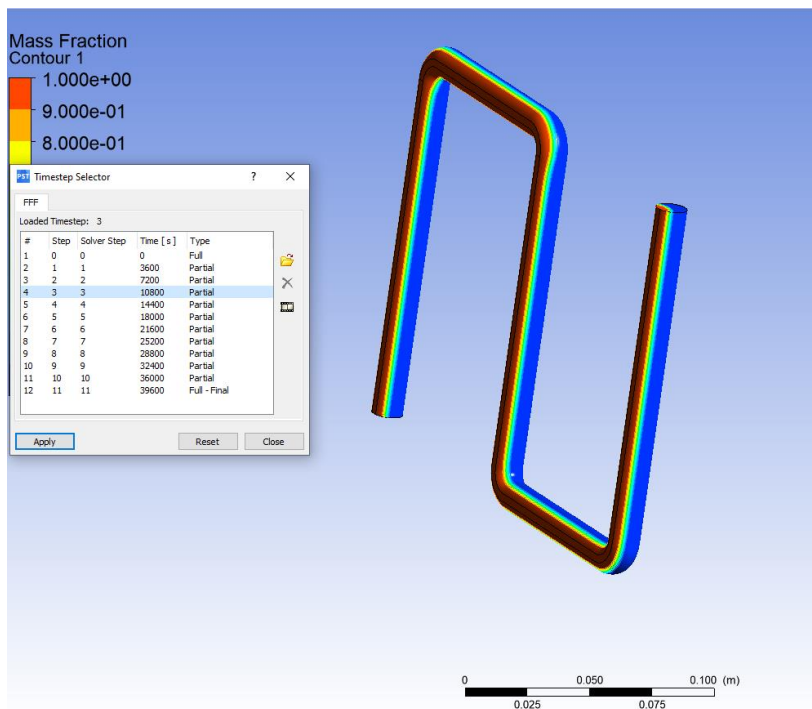 Mass Fraction
Contour 1
1.000e+00
9.000e-01
8.000e-01
PST Timestep Selector ? ×
FFF
Loaded Timestep: 3
# Step Solver Step Time [ s ] Type
1 0 0 0 Full
2 1 1 3600 Partial
3 2 2 7200 Partial
4 3 3 10800 Partial
5 4 4 14400 Partial
6 5 5 18000 Partial
7 6 6 21600 Partial
8 7 7 25200 Partial
9 8 8 28800 Partial
10 9 9 32400 Partial
11 10 10 36000 Partial
12 11 11 39600 Full - Final
Apply Reset Close
0 0.050 0.100 (m)
0.025 0.075